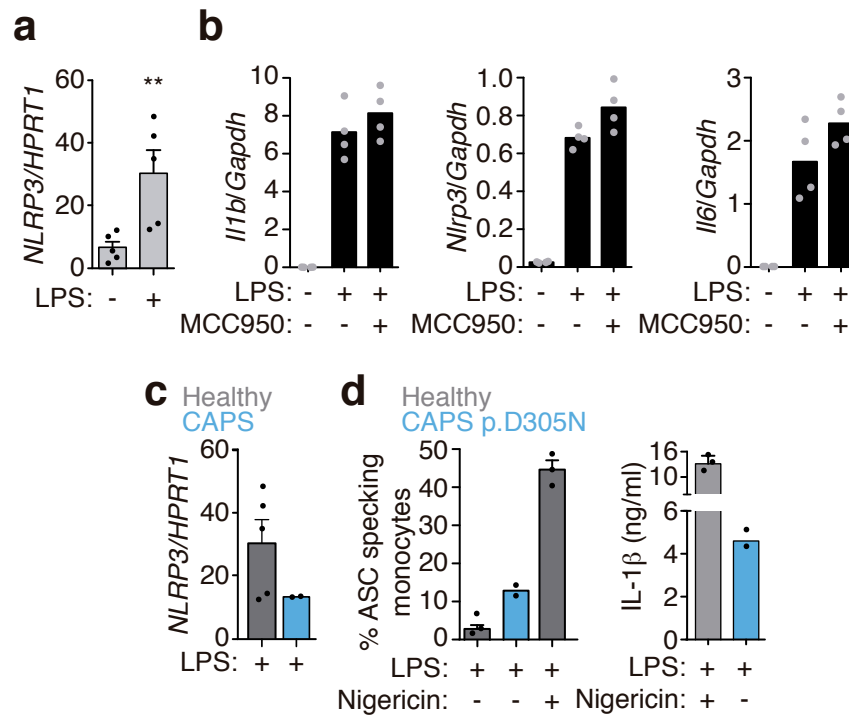 a
NLRP3/HPRT1
60
40
20
0
**
LPS: - +
b
Il1b/Gapdh
10
8
6
4
2
0
LPS: - + +
MCC950: - - +
Nlrp3/Gapdh
1.0
0.8
0.6
0.4
0.2
0
LPS: - + +
MCC950: - - +
Il6/Gapdh
3
2
1
0
LPS: - + +
MCC950: - - +
c
Healthy
CAPS
NLRP3/HPRT1
60
40
20
0
LPS: + +
d
Healthy
CAPS p.D305N
% ASC specking
monocytes
50
40
30
20
10
0
LPS: + + +
Nigericin: - - +
IL-1β (ng/ml)
16
10
6
4
2
0
LPS: + +
Nigericin: + -